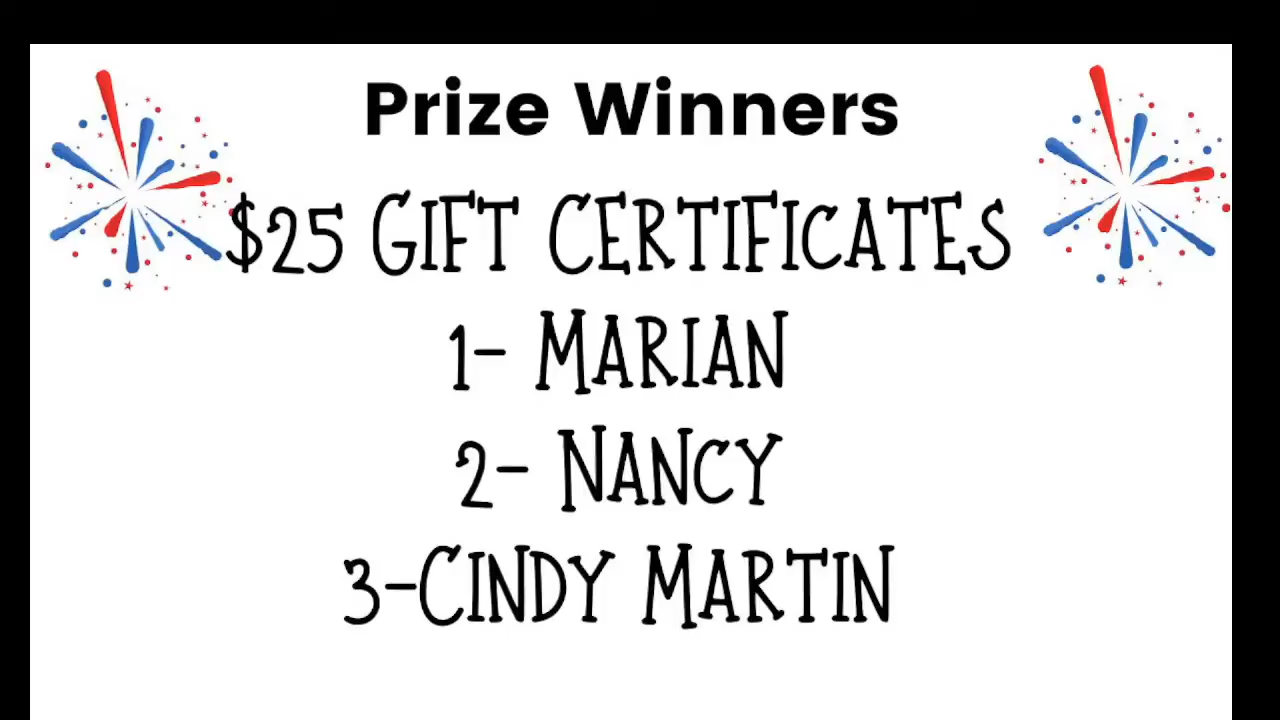 Prize Winners
$25 GIFT CERTIFICATES
1- MARIAN
2- NANCY
3-CINDY MARTIN